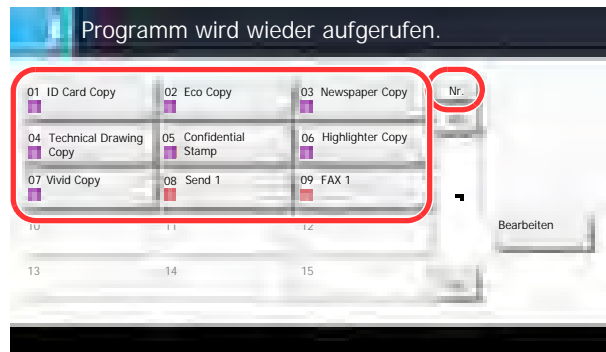 Programm wird wieder aufgerufen.
01 ID Card Copy
02 Eco Copy
03 Newspaper Copy
Nr.
04 Technical Drawing
Copy
05 Confidential
Stamp
06 Highlighter Copy
07 Vivid Copy
08 Send 1
09 FAX 1
10
11
12
Bearbeiten
13
14
15